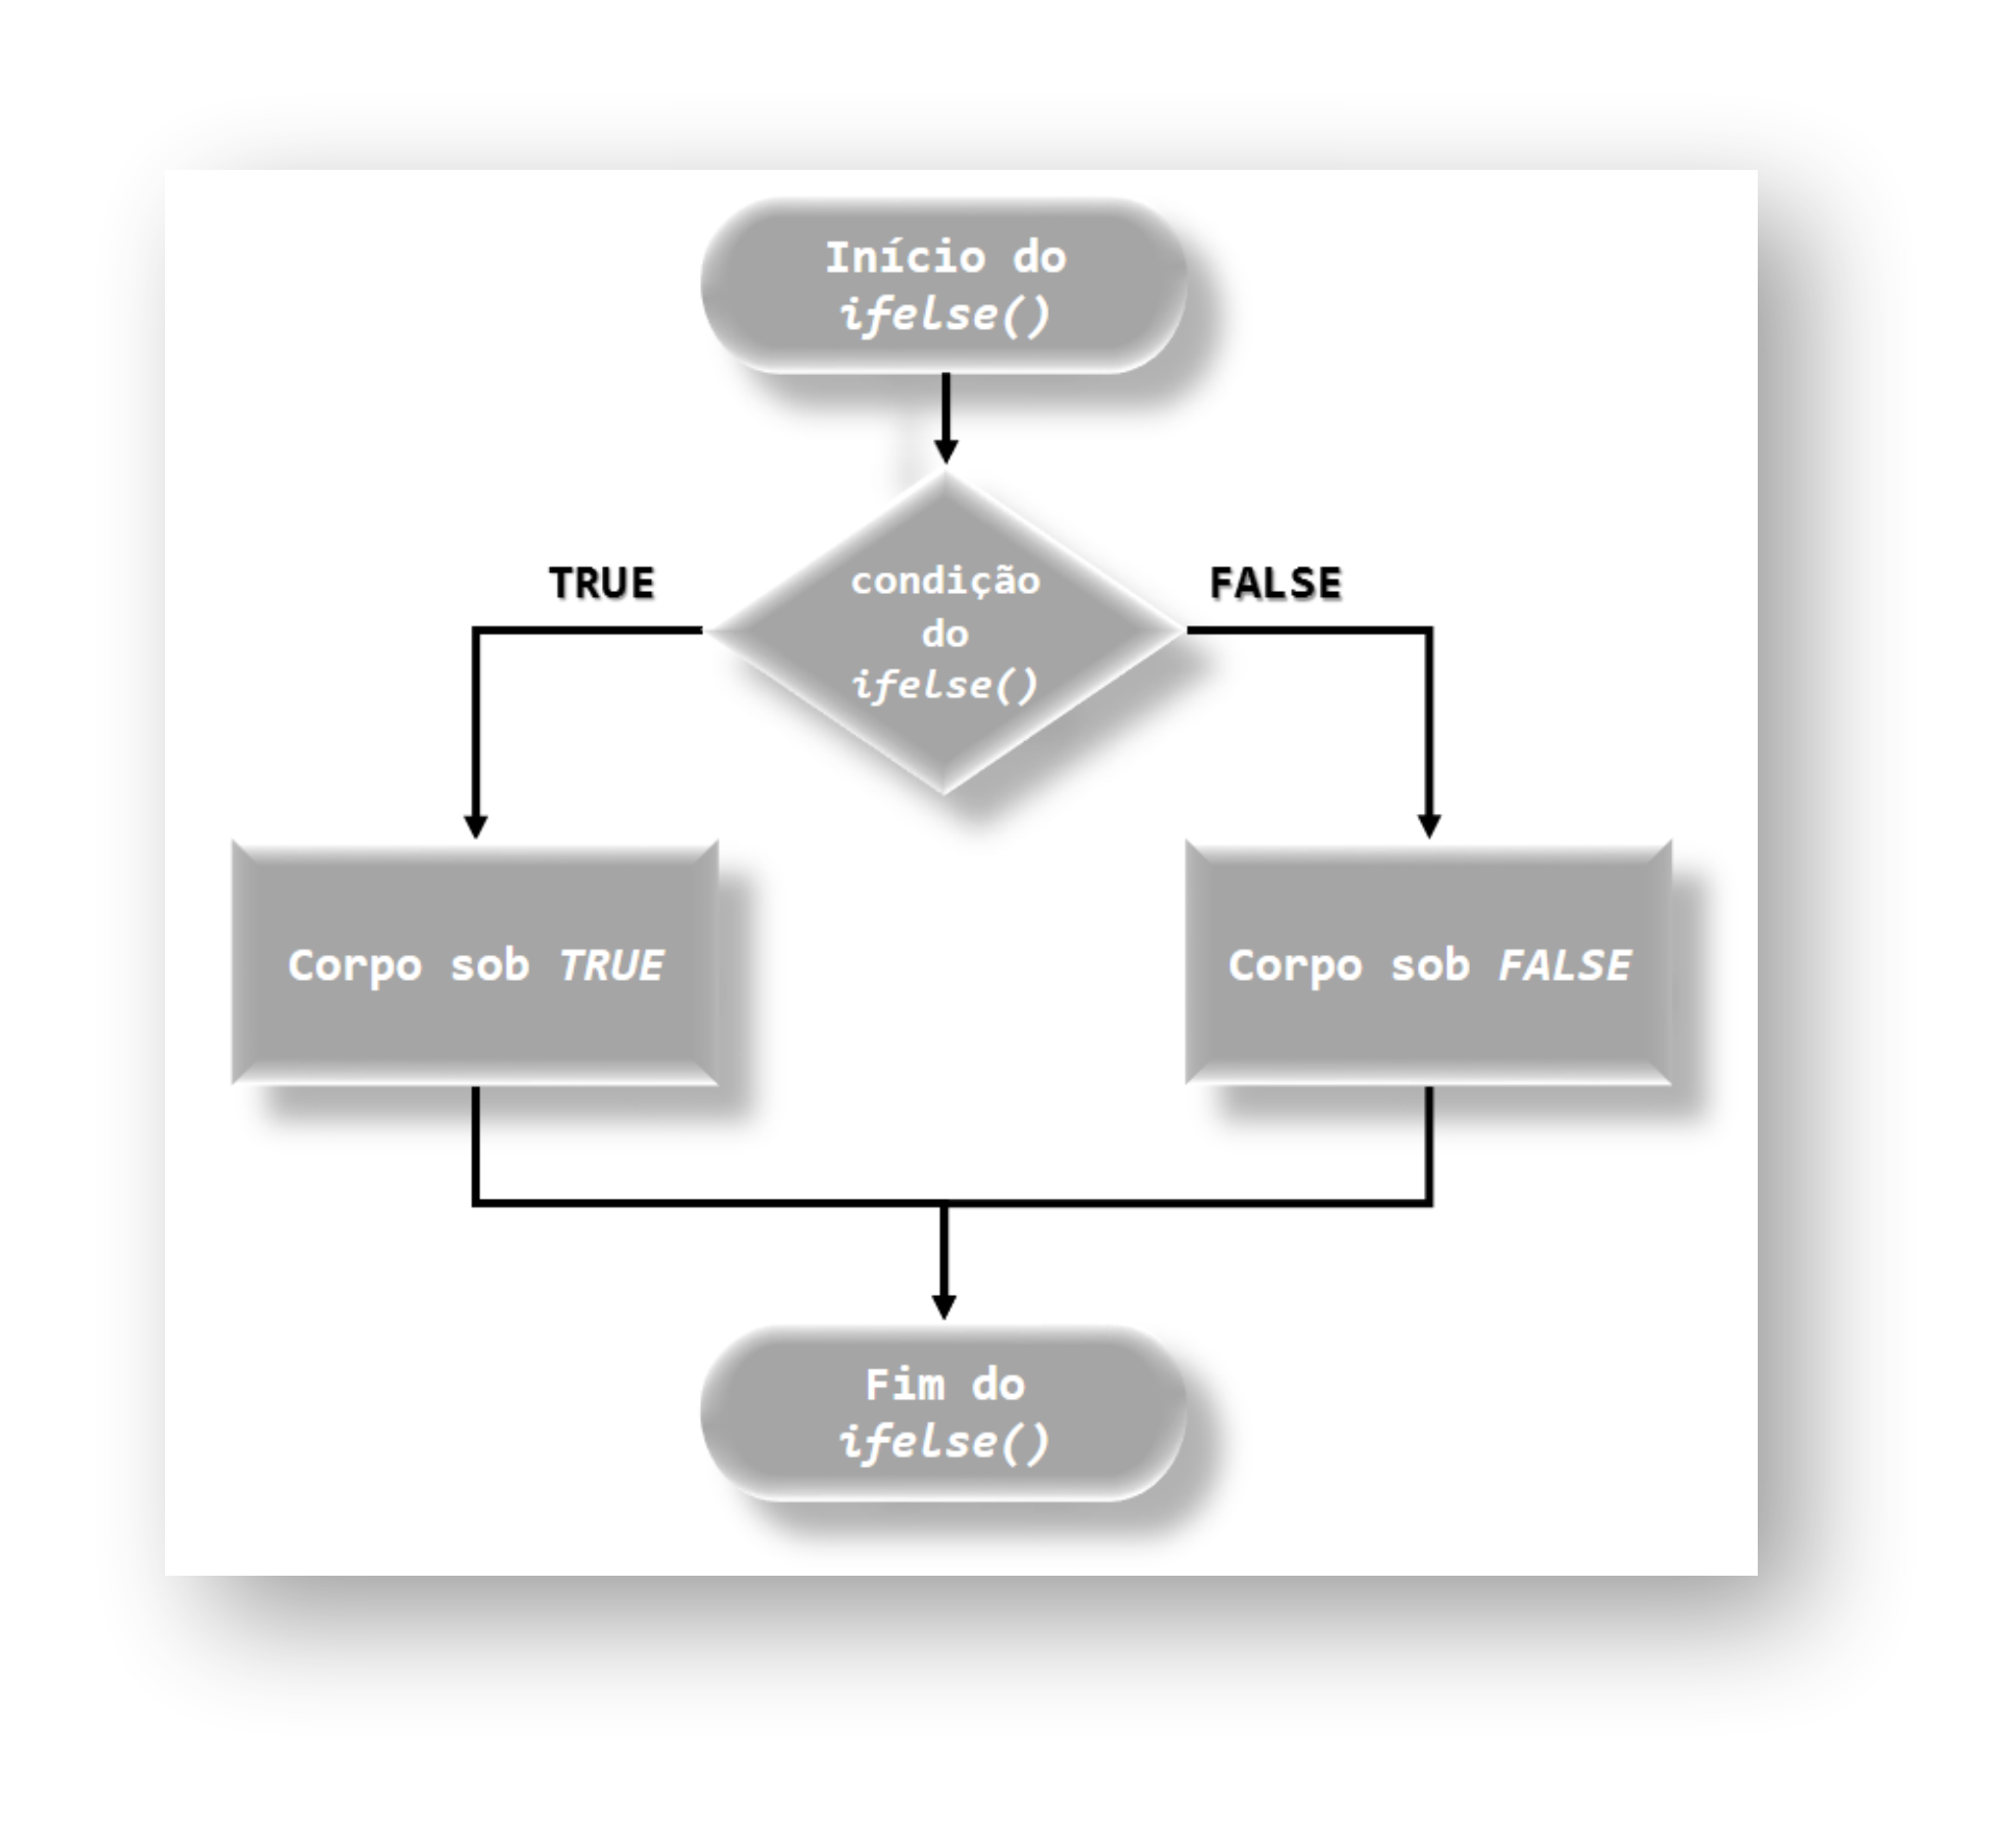 Início do
ifelse()
condição
do
ifelse()
TRUE
FALSE
Corpo sob TRUE
Corpo sob FALSE
Fim do
ifelse()